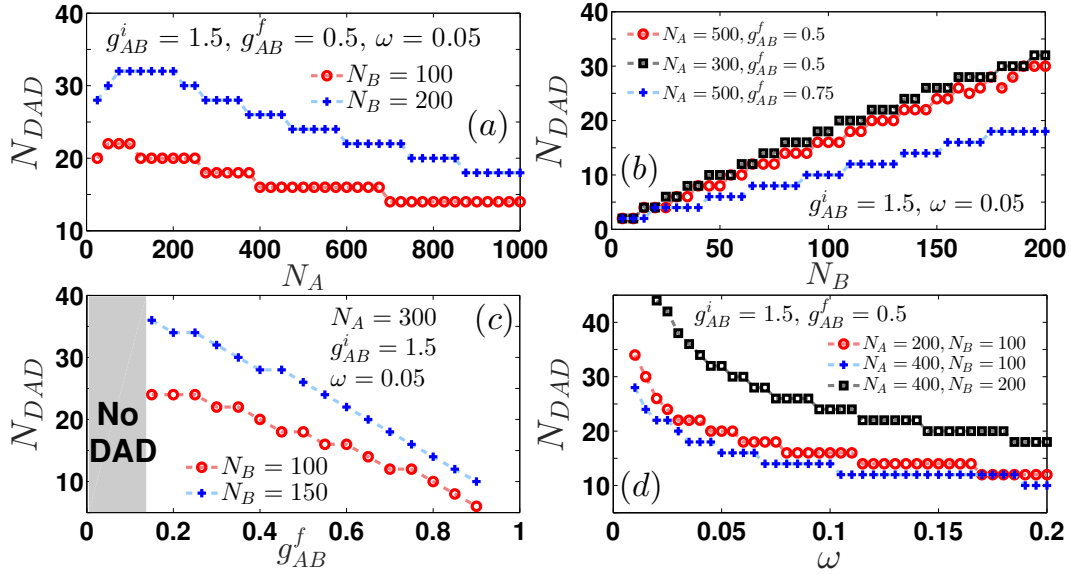 g^i_{AB} = 1.5, g^f_{AB} = 0.5, ω = 0.05
N_B = 100
N_B = 200
(a)
N_{DAD}
40
30
20
10
0 200 400 600 800 1000
N_A
N_A = 500, g^f_{AB} = 0.5
N_A = 300, g^f_{AB} = 0.5
N_A = 500, g^f_{AB} = 0.75
(b)
g^i_{AB} = 1.5, ω = 0.05
N_{DAD}
40
30
20
10
0
0 50 100 150 200
N_B
N_A = 300
g^i_{AB} = 1.5
ω = 0.05
(c)
No
DAD
N_B = 100
N_B = 150
N_{DAD}
40
30
20
10
0 0.2 0.4 0.6 0.8 1
g^f_{AB}
g^i_{AB} = 1.5, g^f_{AB} = 0.5
N_A = 200, N_B = 100
N_A = 400, N_B = 100
N_A = 400, N_B = 200
(d)
N_{DAD}
40
30
20
10
0 0.05 0.1 0.15 0.2
ω